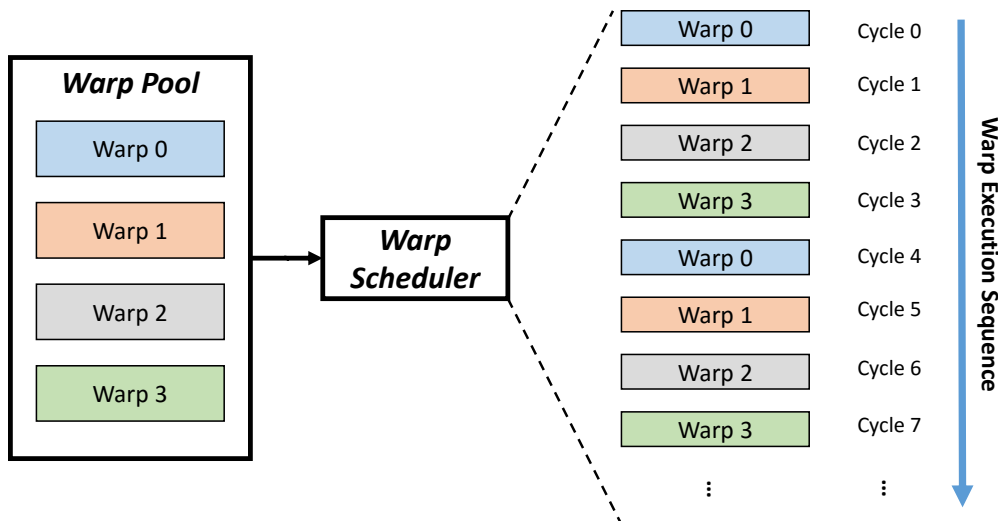 Warp Pool
Warp 0
Warp 1
Warp 2
Warp 3
Warp
Scheduler
Warp 0 Cycle 0
Warp 1 Cycle 1
Warp 2 Cycle 2
Warp 3 Cycle 3
Warp 0 Cycle 4
Warp 1 Cycle 5
Warp 2 Cycle 6
Warp 3 Cycle 7
... ...
Warp Execution Sequence